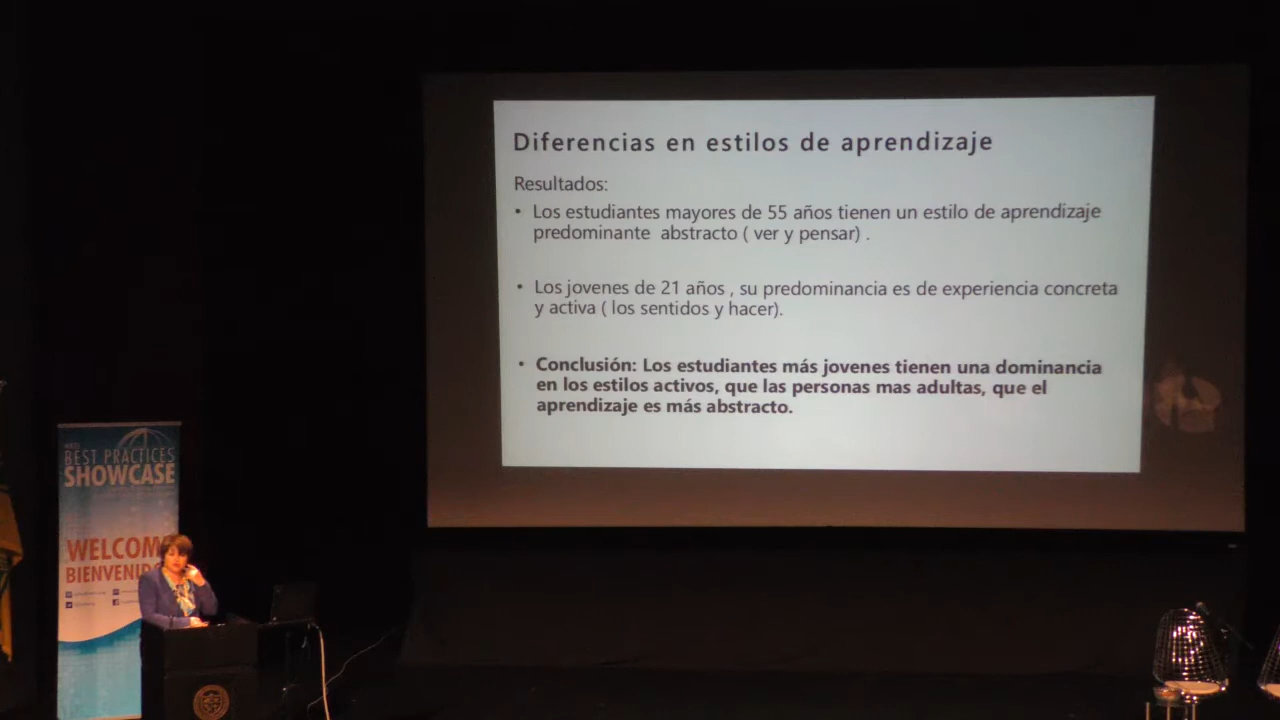 Diferencias en estilos de aprendizaje
Resultados:
• Los estudiantes mayores de 55 años tienen un estilo de aprendizaje
predominante abstracto ( ver y pensar) .
• Los jovenes de 21 años , su predominancia es de experiencia concreta
y activa ( los sentidos y hacer).
• Conclusión: Los estudiantes más jovenes tienen una dominancia
en los estilos activos, que las personas mas adultas, que el
aprendizaje es más abstracto.
BEST PRACTICES
SHOWCASE
WELCOM
BIENVENID